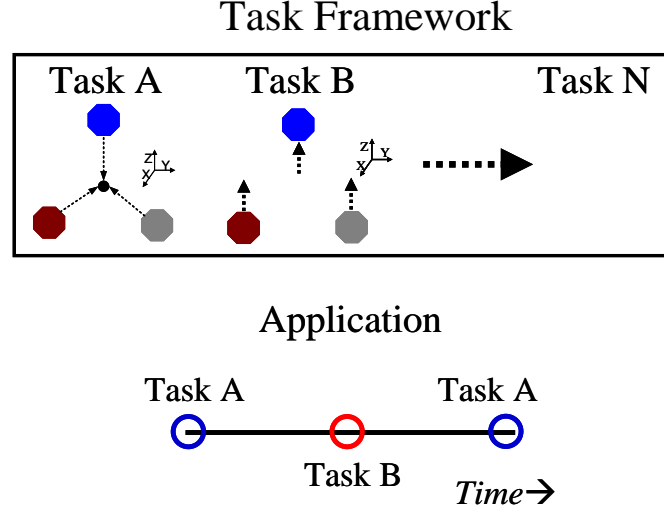 Task Framework
Task A
Task B
Task N
Z
Y
X
Z
Y
X
Application
Task A
Task A
Task B
Time→